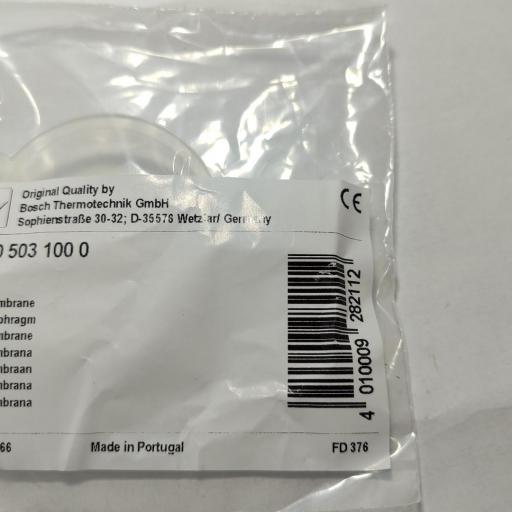 Original Quality by
Bosch Thermotechnik GmbH
Sophienstraße 30-32; D-35576 Wetzlar/ Germany
CE
0 503 100 0
mbrane
phragm
mbrane
mbrana
mbraan
mbrana
mbrana
4 010009 282112
66
Made in Portugal
FD 376